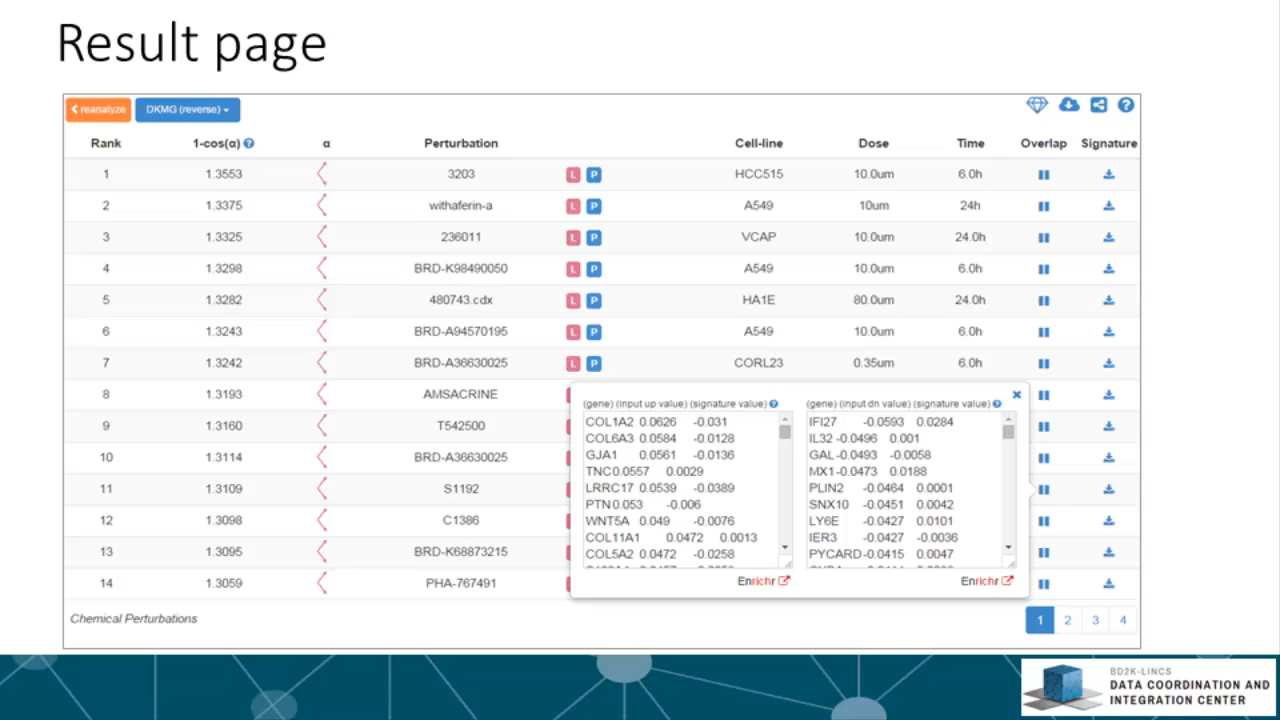 Result page
reanalyze DKMG (reverse)
Rank 1-cos(α) α Perturbation Cell-line Dose Time Overlap Signature
1 1.3553 3203 L P HCC515 10.0um 6.0h
2 1.3375 withaferin-a L P A549 10um 24h
3 1.3325 236011 L P VCAP 10.0um 24.0h
4 1.3298 BRD-K98490050 L P A549 10.0um 6.0h
5 1.3282 480743.cdx L P HA1E 80.0um 24.0h
6 1.3243 BRD-A94570195 L P A549 10.0um 6.0h
7 1.3242 BRD-A36630025 L P CORL23 0.35um 6.0h
8 1.3193 AMSACRINE
9 1.3160 T542500
10 1.3114 BRD-A36630025
11 1.3109 S1192
12 1.3098 C1386
13 1.3095 BRD-K68873215
14 1.3059 PHA-767491
(gene) (input up value) (signature value)
COL1A2 0.0626 -0.031
COL6A3 0.0584 -0.0128
GJA1 0.0561 -0.0136
TNC 0.0557 0.0029
LRRC17 0.0539 -0.0389
PTN 0.053 -0.006
WNT5A 0.049 -0.0076
COL11A1 0.0472 0.0013
COL5A2 0.0472 -0.0258
Enrichr
(gene) (input dn value) (signature value)
IFI27 -0.0593 0.0284
IL32 -0.0496 0.001
GAL -0.0493 -0.0058
MX1 -0.0473 0.0188
PLIN2 -0.0464 0.0001
SNX10 -0.0451 0.0042
LY6E -0.0427 0.0101
IER3 -0.0427 -0.0036
PYCARD -0.0415 0.0047
Enrichr
Chemical Perturbations
1 2 3 4
BD2K-LINCS
DATA COORDINATION AND
INTEGRATION CENTER